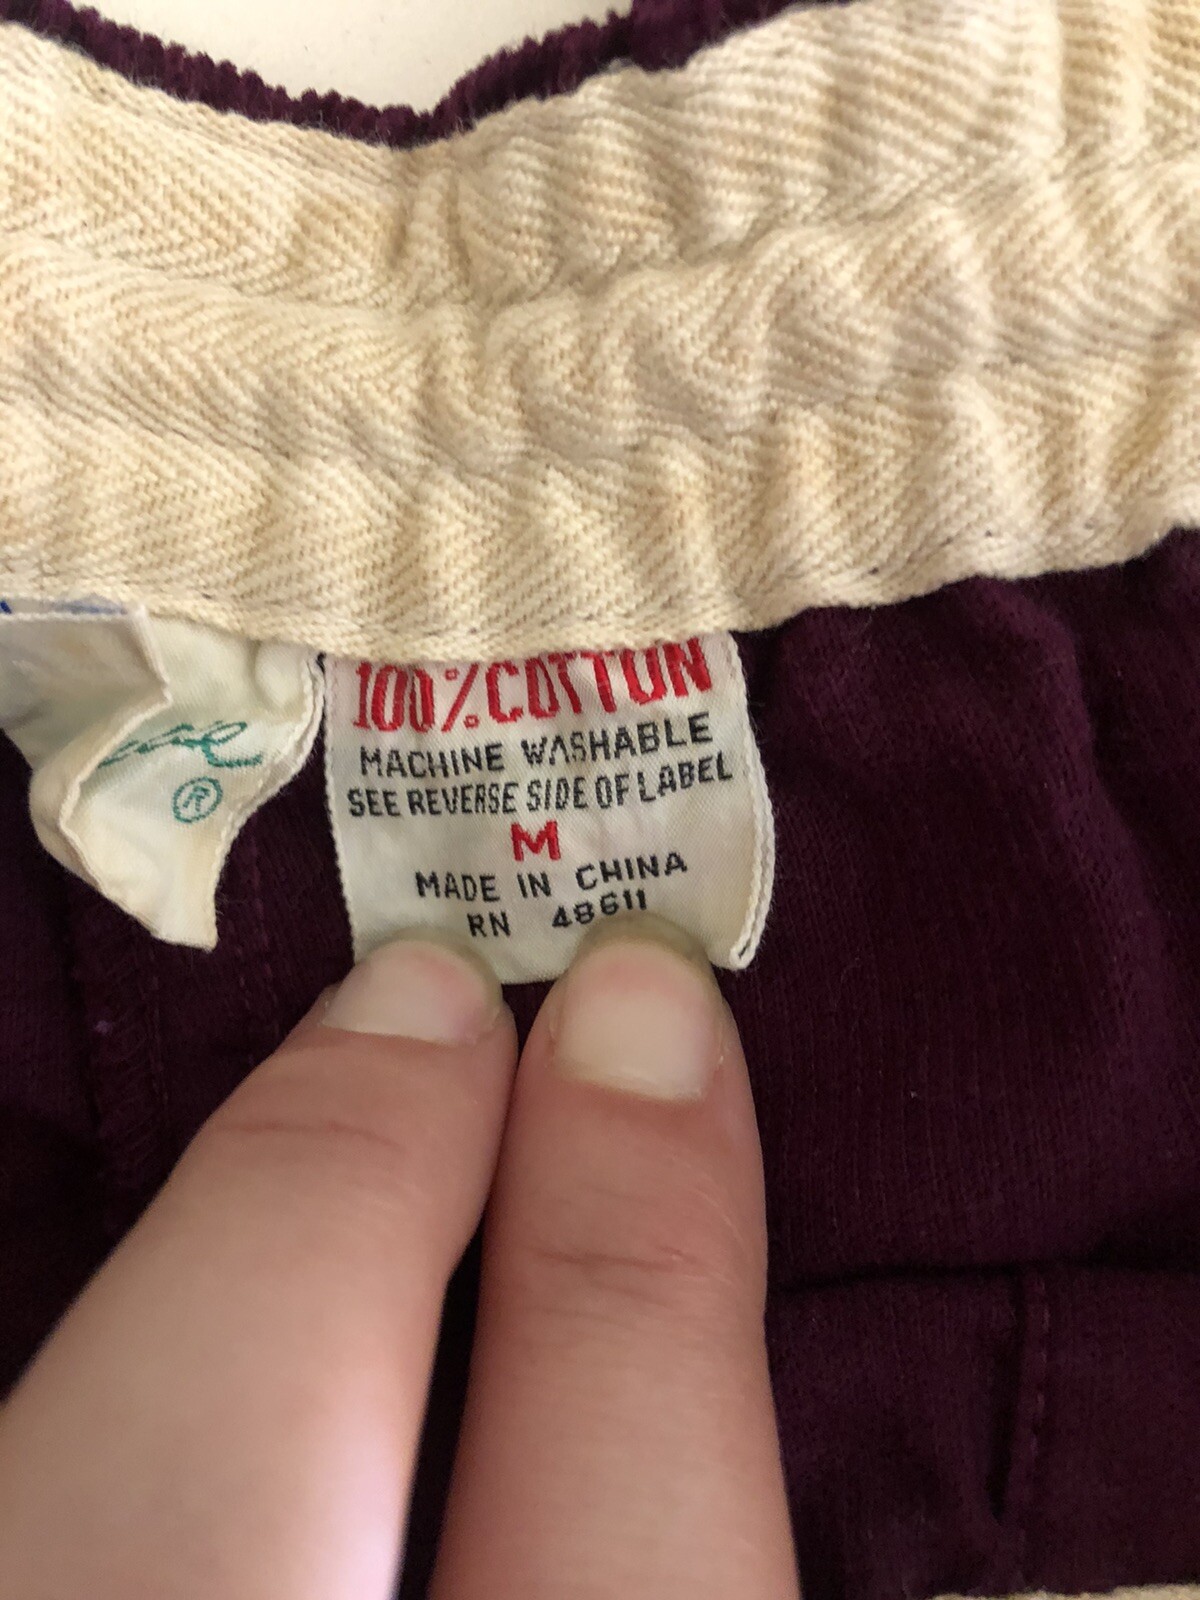 100% COTTON
MACHINE WASHABLE
SEE REVERSE SIDE OF LABEL
M
MADE IN CHINA
RN 48611
®